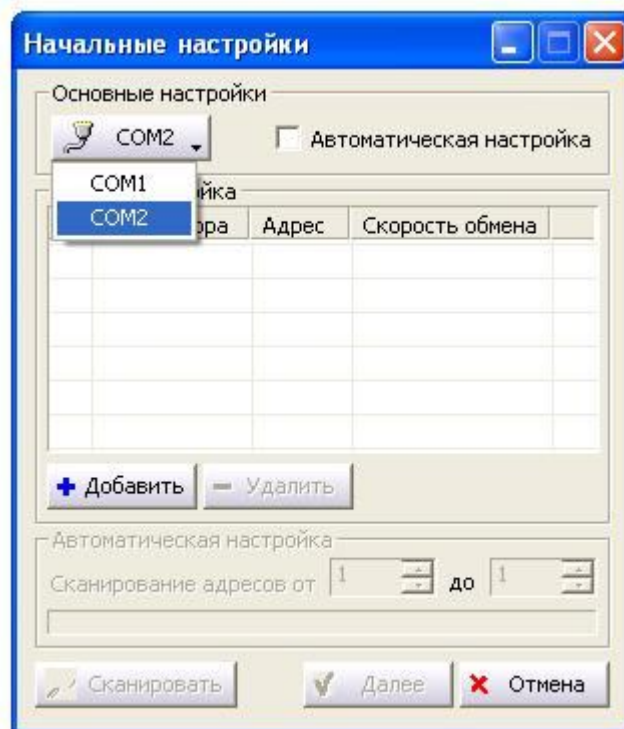 Начальные настройки
Основные настройки
COM2
Автоматическая настройка
COM1
COM2
Адрес
Скорость обмена
Добавить
Удалить
Автоматическая настройка
Сканирование адресов от 1 до 1
Сканировать
Далее
Отмена